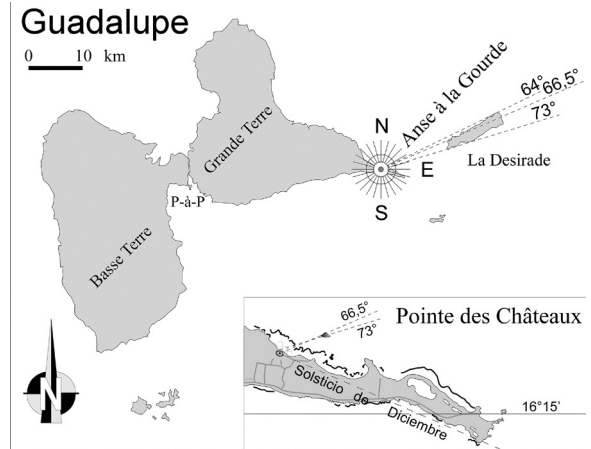 Guadalupe
0 10 km
Grande Terre
Basse Terre
P-à-P
Anse à la Gourde
64°
66,5°
73°
N
E
S
La Desirade
N
Pointe des Châteaux
66,5°
73°
Solsticio de Diciembre
16°15'